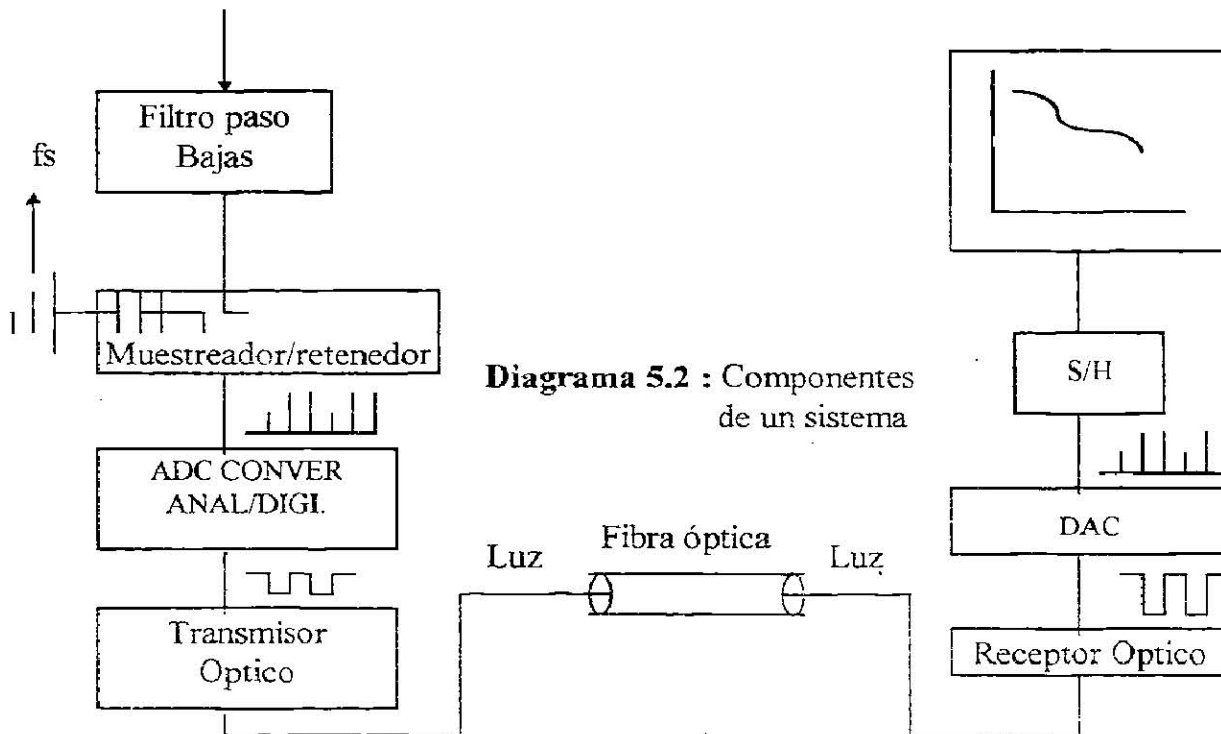 Filtro paso
Bajas
fs
1
Muestreador/retenedor
ADC CONVER
ANAL/DIGI.
Transmisor
Optico
Diagrama 5.2 : Componentes
de un sistema
Luz
Fibra óptica
Luz
S/H
DAC
Receptor Optico